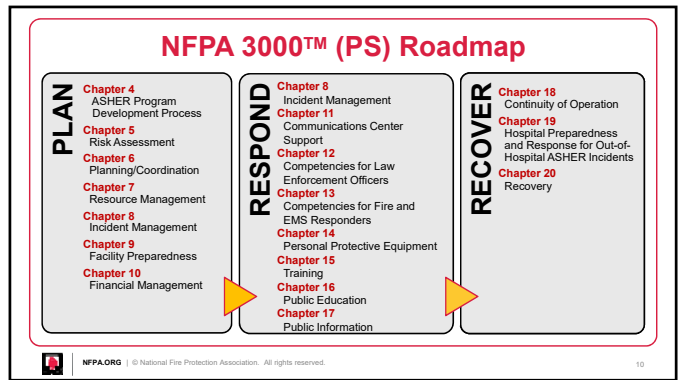 NFPA 3000TM (PS) Roadmap
PLAN
Chapter 4
ASHER Program
Development Process
Chapter 5
Risk Assessment
Chapter 6
Planning/Coordination
Chapter 7
Resource Management
Chapter 8
Incident Management
Chapter 9
Facility Preparedness
Chapter 10
Financial Management
RESPOND
Chapter 8
Incident Management
Chapter 11
Communications Center
Support
Chapter 12
Competencies for Law
Enforcement Officers
Chapter 13
Competencies for Fire and
EMS Responders
Chapter 14
Personal Protective Equipment
Chapter 15
Training
Chapter 16
Public Education
Chapter 17
Public Information
RECOVER
Chapter 18
Continuity of Operation
Chapter 19
Hospital Preparedness
and Response for Out-of-
Hospital ASHER Incidents
Chapter 20
Recovery
NFPA.ORG | © National Fire Protection Association. All rights reserved.
10